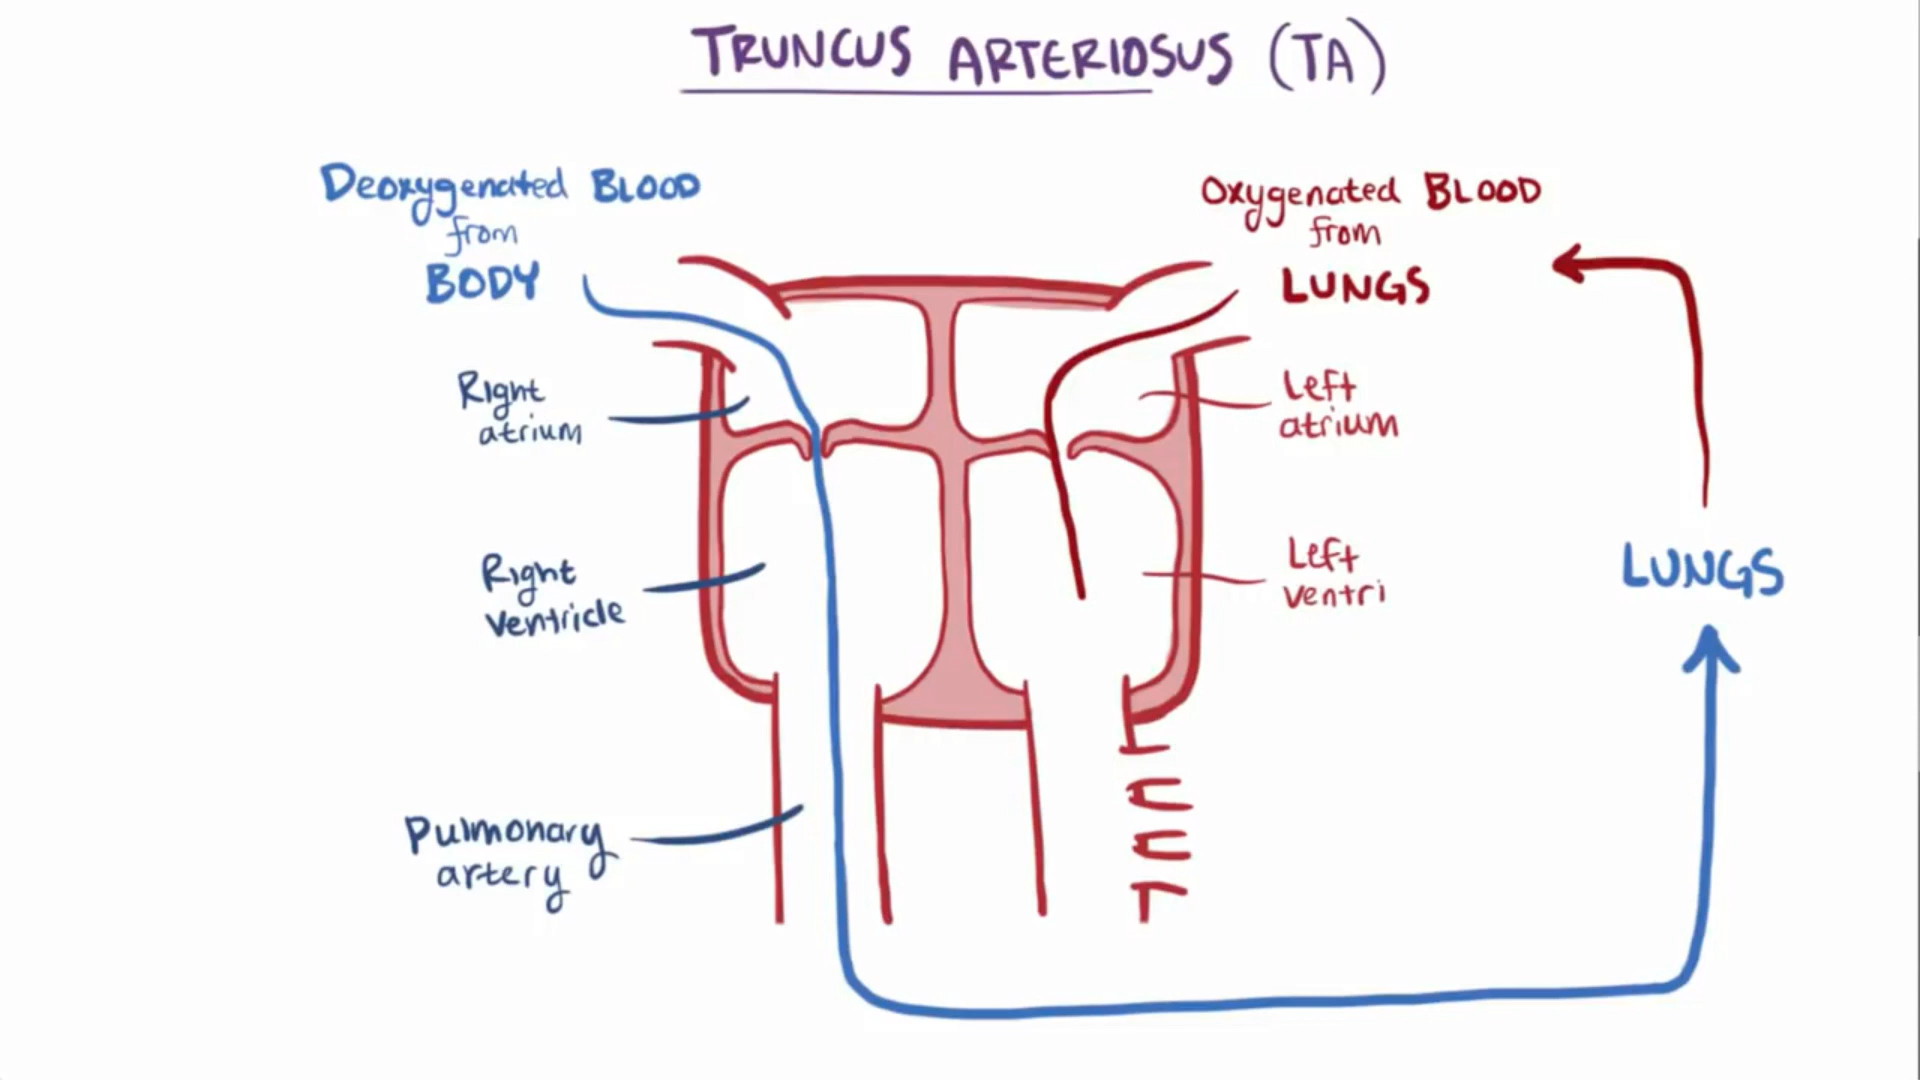 TRUNCUS ARTERIOSUS (TA)
Deoxygenated BLOOD
from
BODY
Oxygenated BLOOD
from
LUNGS
Right
atrium
Left
atrium
Right
ventricle
Left
ventri
LUNGS
Pulmonary
artery